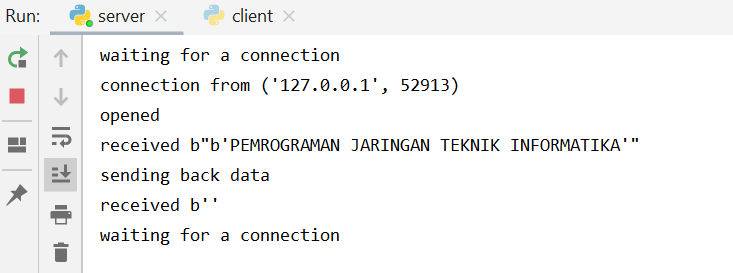 Run: server client
waiting for a connection
connection from ('127.0.0.1', 52913)
opened
received b"b'PEMROGRAMAN JARINGAN TEKNIK INFORMATIKA'"
sending back data
received b''
waiting for a connection